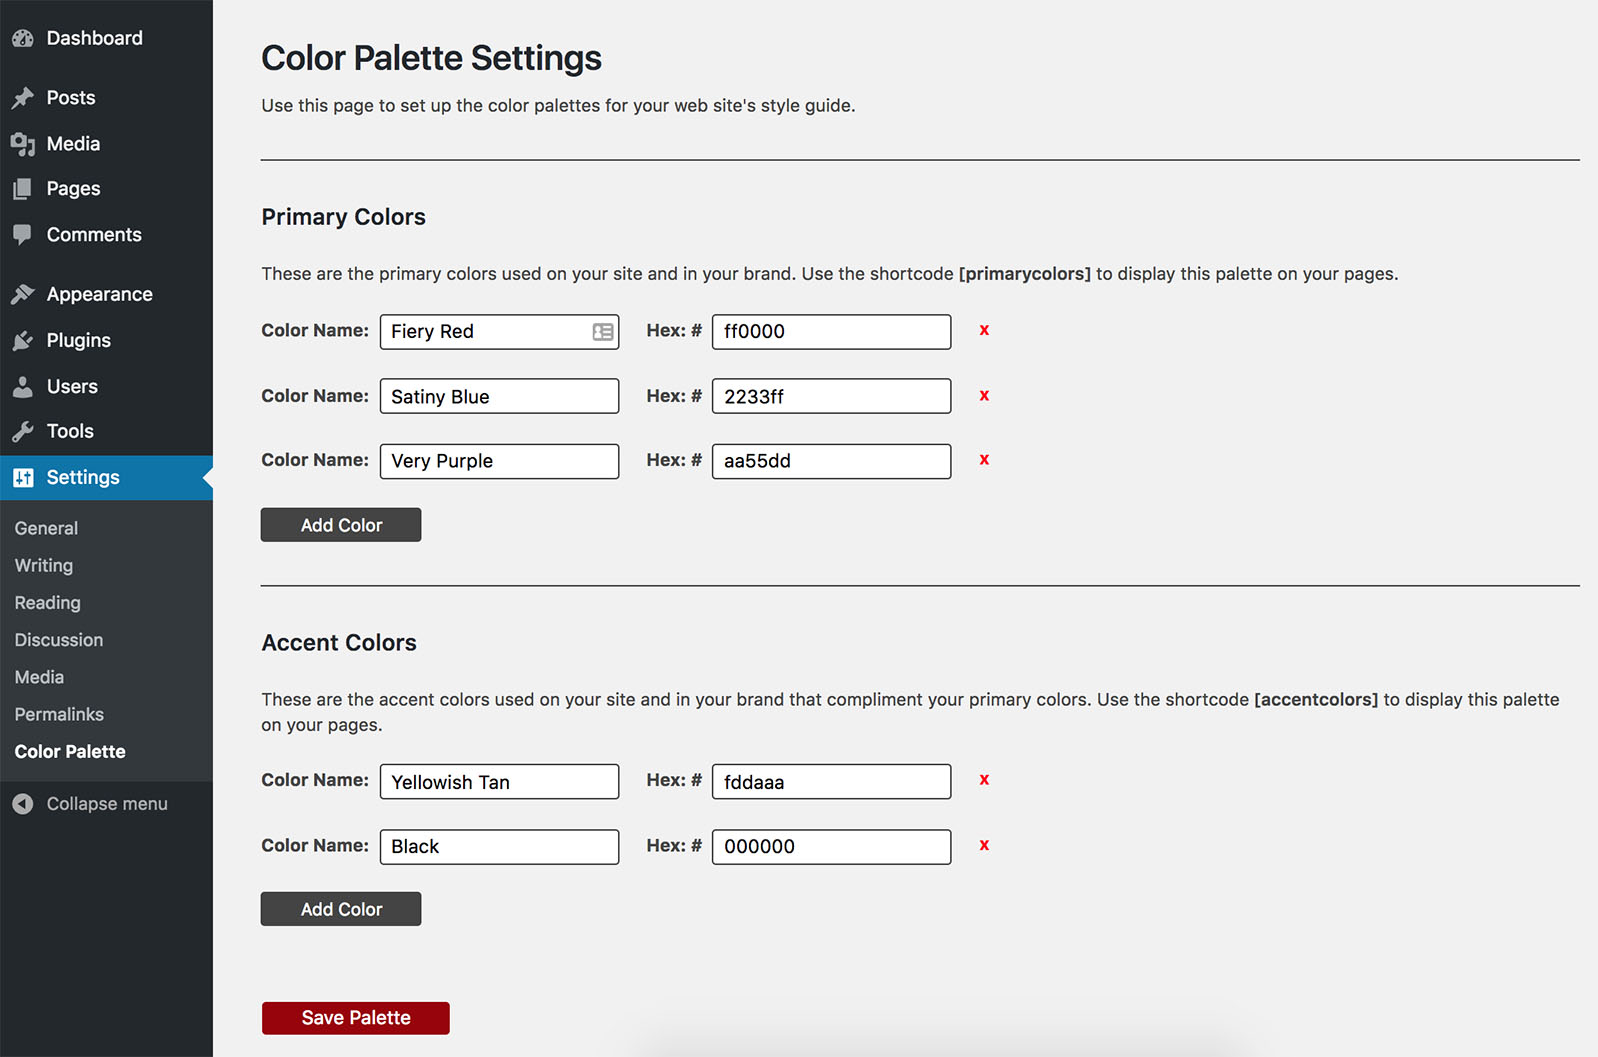 Dashboard
Posts
Media
Pages
Comments
Appearance
Plugins
Users
Tools
Settings
General
Writing
Reading
Discussion
Media
Permalinks
Color Palette
Collapse menu
Color Palette Settings
Use this page to set up the color palettes for your web site's style guide.
Primary Colors
These are the primary colors used on your site and in your brand. Use the shortcode [primarycolors] to display this palette on your pages.
Color Name: Fiery Red Hex: # ff0000 x
Color Name: Satiny Blue Hex: # 2233ff x
Color Name: Very Purple Hex: # aa55dd x
Add Color
Accent Colors
These are the accent colors used on your site and in your brand that compliment your primary colors. Use the shortcode [accentcolors] to display this palette
on your pages.
Color Name: Yellowish Tan Hex: # fddaaa x
Color Name: Black Hex: # 000000 x
Add Color
Save Palette